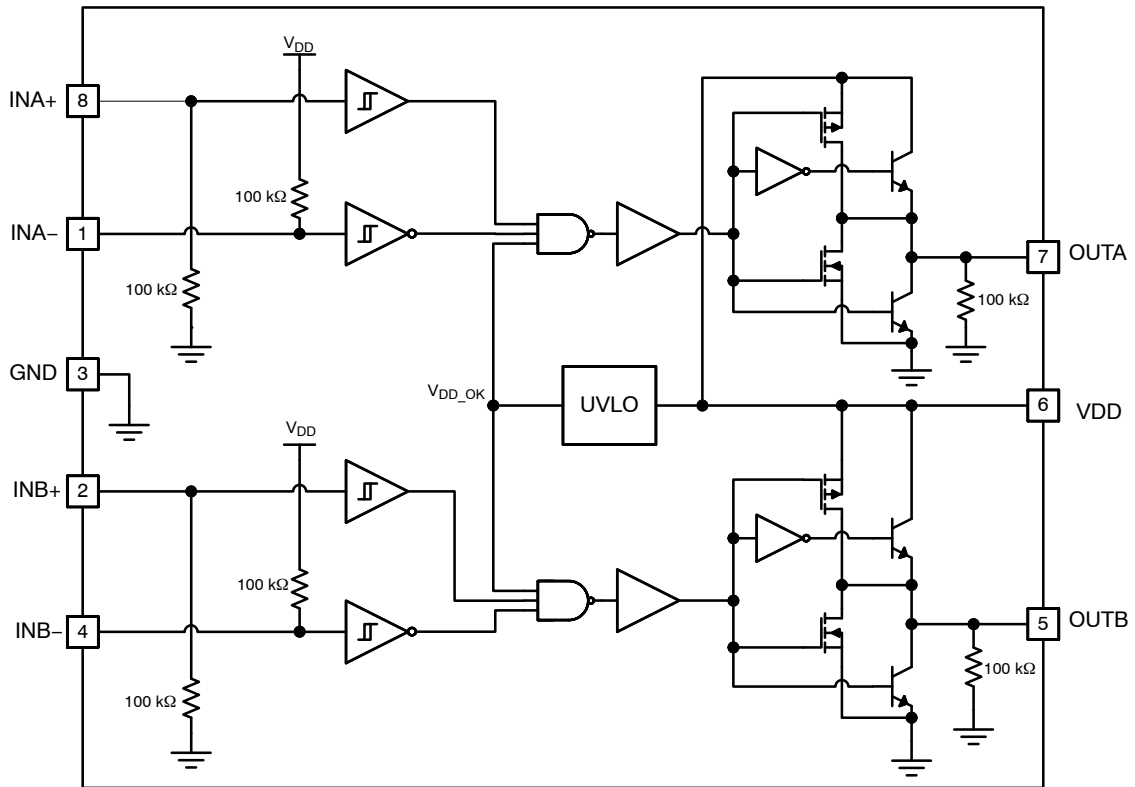 VDD
INA+
8
100 kΩ
INA−
1
100 kΩ
7
OUTA
100 kΩ
GND
3
VDD_OK
UVLO
6
VDD
VDD
INB+
2
100 kΩ
INB−
4
5
OUTB
100 kΩ
100 kΩ